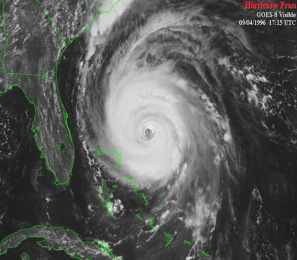 Hurricane Fran
GOES-8 Visible
09/04/1996 17:15 UTC